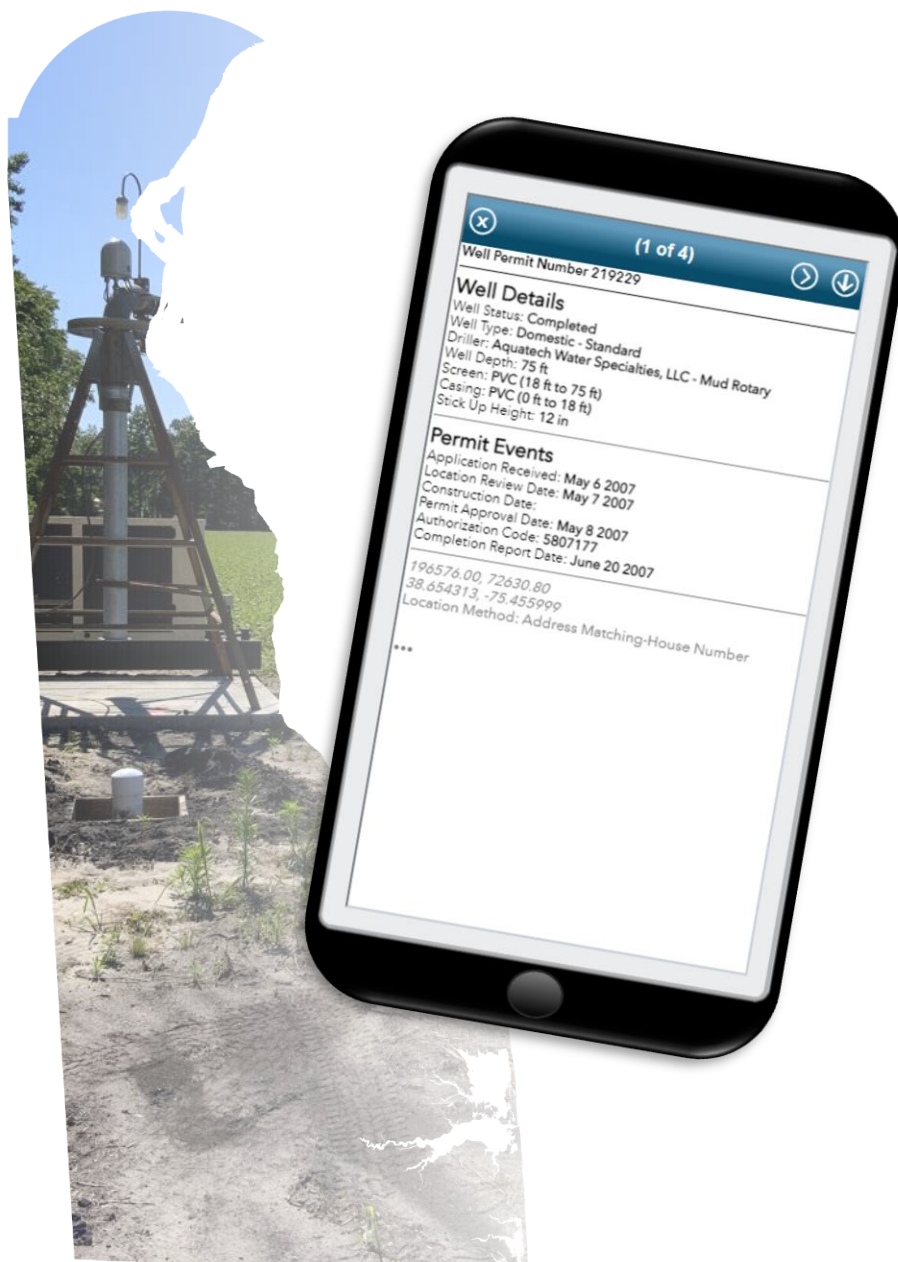 (1 of 4)
Well Permit Number 219229
Well Details
Well Status: Completed
Well Type: Domestic - Standard
Driller: Aquatech Water Specialties, LLC - Mud Rotary
Well Depth: 75 ft
Screen: PVC (18 ft to 75 ft)
Casing: PVC (0 ft to 18 ft)
Stick Up Height: 12 in
Permit Events
Application Received: May 6 2007
Location Review Date: May 7 2007
Construction Date:
Permit Approval Date: May 8 2007
Authorization Code: 5807177
Completion Report Date: June 20 2007
196576.00, 72630.80
38.654313, -75.455999
Location Method: Address Matching-House Number
•••